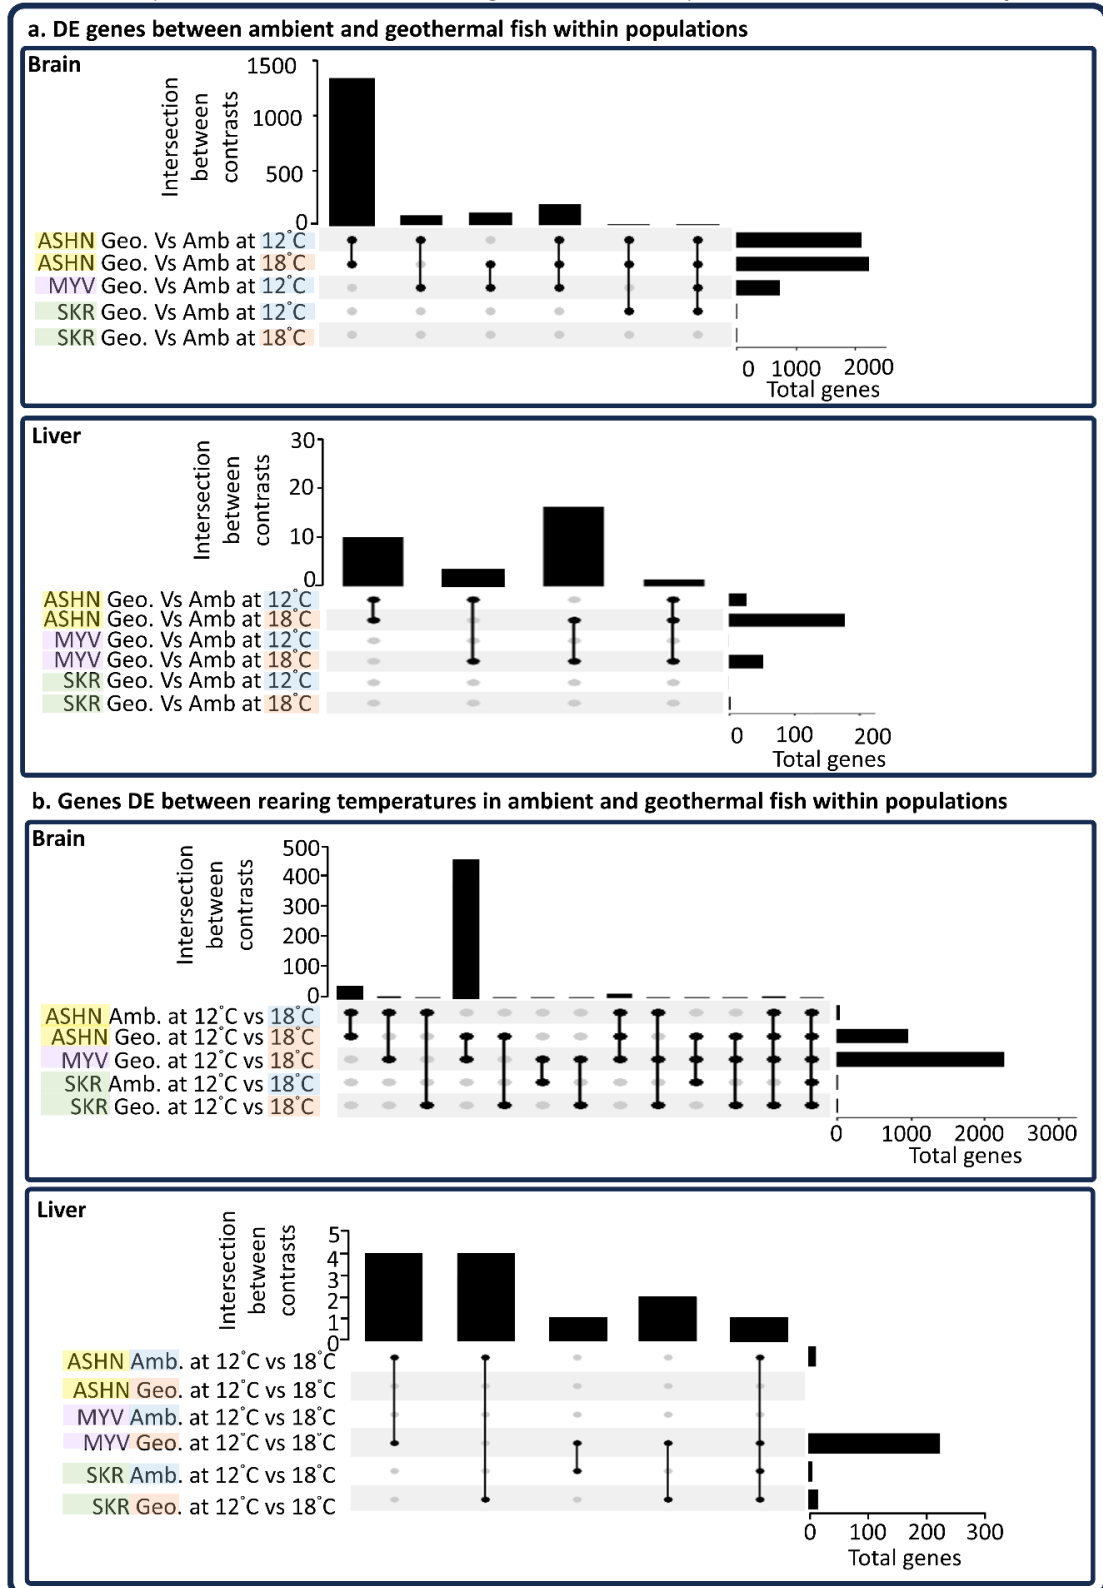 a. DE genes between ambient and geothermal fish within populations
Brain
Intersection
between
contrasts
1500
1000
500
0
ASHN Geo. Vs Amb at 12°C
ASHN Geo. Vs Amb at 18°C
MYV Geo. Vs Amb at 12°C
SKR Geo. Vs Amb at 12°C
SKR Geo. Vs Amb at 18°C
0 1000 2000
Total genes
Liver
Intersection
between
contrasts
30
20
10
0
ASHN Geo. Vs Amb at 12°C
ASHN Geo. Vs Amb at 18°C
MYV Geo. Vs Amb at 12°C
MYV Geo. Vs Amb at 18°C
SKR Geo. Vs Amb at 12°C
SKR Geo. Vs Amb at 18°C
0 100 200
Total genes
b. Genes DE between rearing temperatures in ambient and geothermal fish within populations
Brain
Intersection
between
contrasts
500
400
300
200
100
0
ASHN Amb. at 12°C vs 18°C
ASHN Geo. at 12°C vs 18°C
MYV Geo. at 12°C vs 18°C
SKR Amb. at 12°C vs 18°C
SKR Geo. at 12°C vs 18°C
0 1000 2000 3000
Total genes
Liver
Intersection
between
contrasts
5
4
3
2
1
0
ASHN Amb. at 12°C vs 18°C
ASHN Geo. at 12°C vs 18°C
MYV Amb. at 12°C vs 18°C
MYV Geo. at 12°C vs 18°C
SKR Amb. at 12°C vs 18°C
SKR Geo. at 12°C vs 18°C
0 100 200 300
Total genes